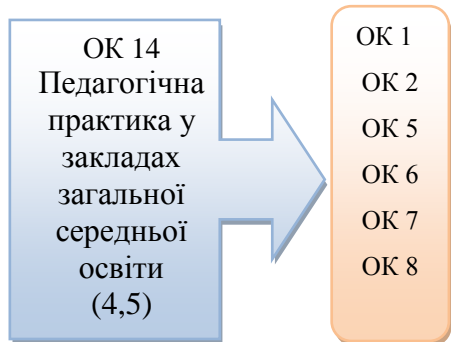 ОК 14
Педагогічна
практика у
закладах
загальної
середньої
освіти
(4,5)
ОК 1
ОК 2
ОК 5
ОК 6
ОК 7
ОК 8